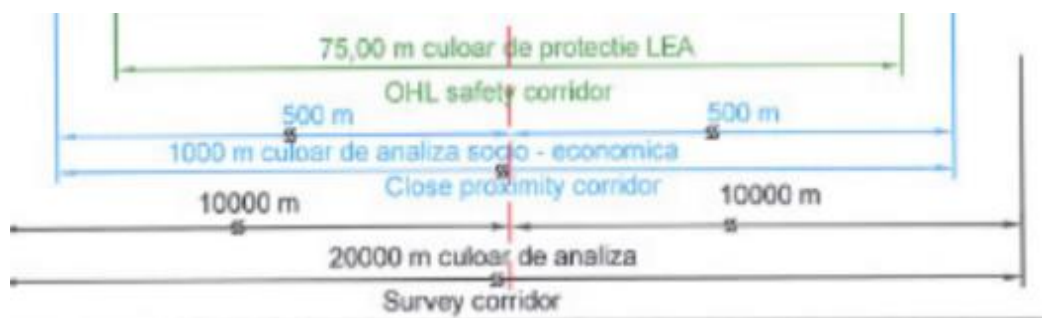 75,00 m culoar de protectie LEA
OHL safety corridor
500 m 500 m
1000 m culoar de analiza socio - economica
Close proximity corridor
10000 m 10000 m
20000 m culoar de analiza
Survey corridor